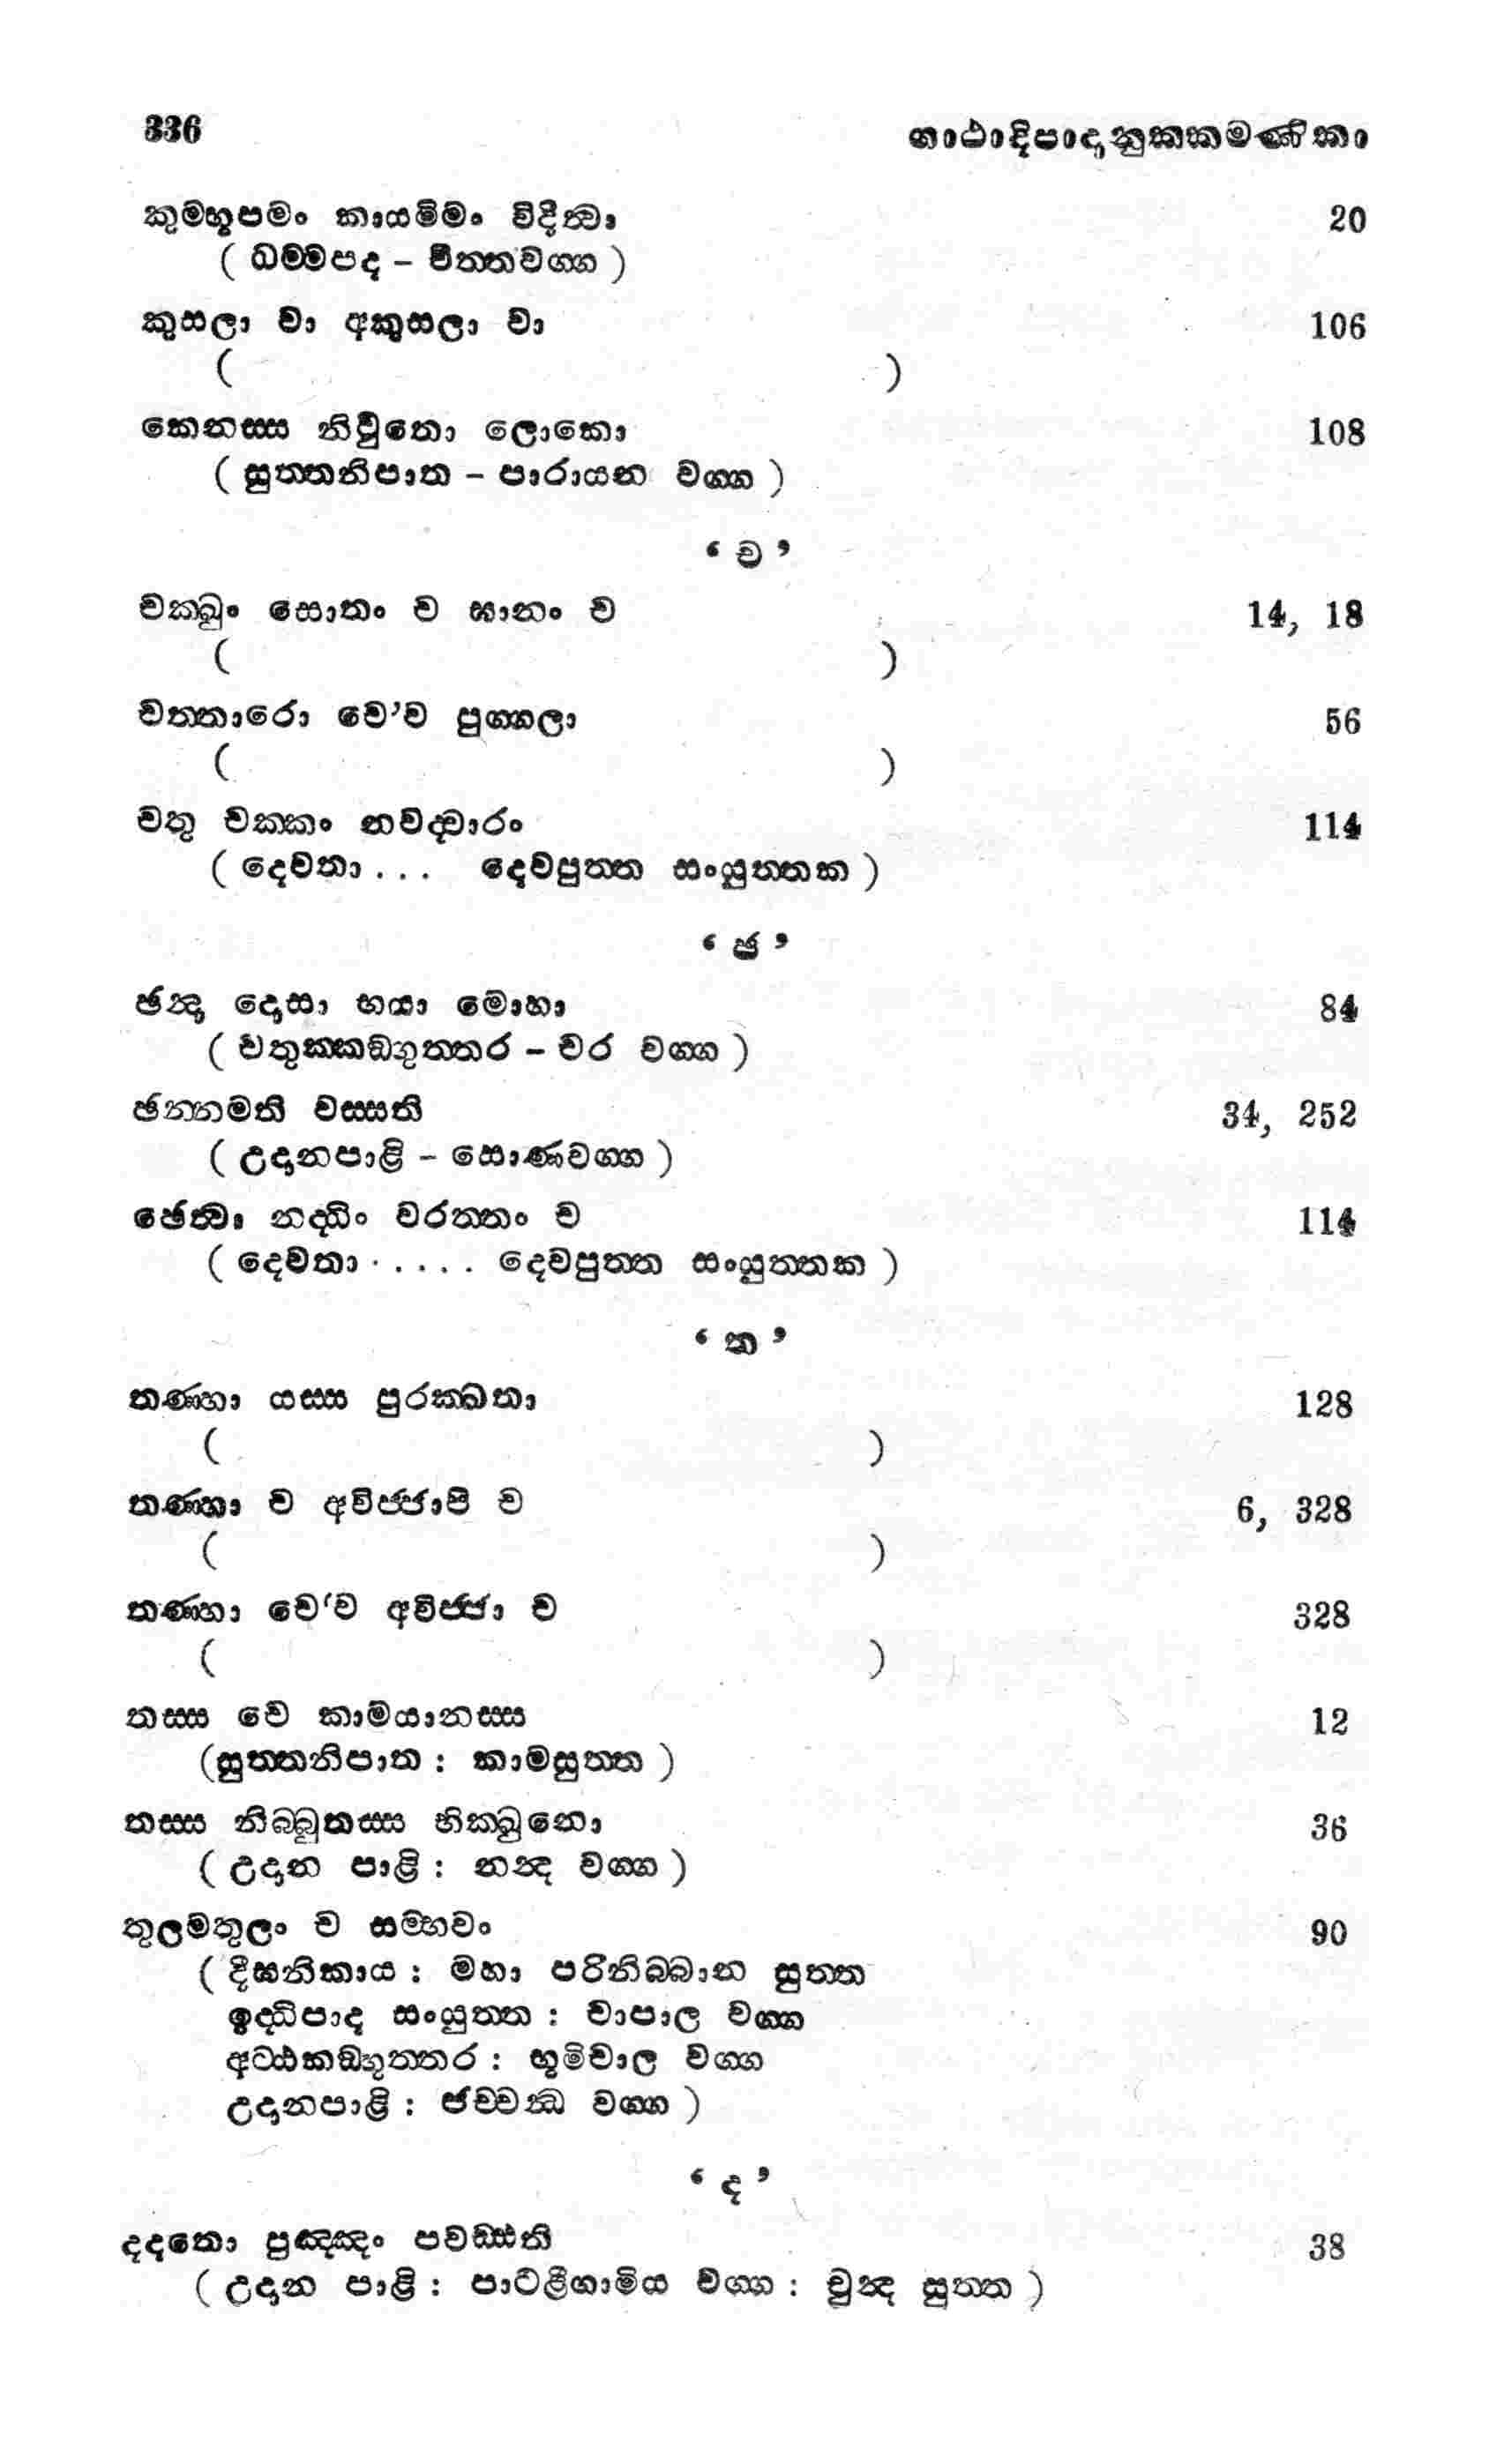 336 ගාථාදිපාදානුක්කමණිකා
කුම්භූපමං කායමිමං විදිත්වා 20
( ධම්මපද – චිත්තවග්ග )
කුසලා වා අකුසලා වා 106
( )
කෙනස්ස නිවුතො ලොකො 108
( සුත්තනිපාත – පාරායන වග්ග )
‘ ච ’
චක්ඛුං සොතං ච ඝානං ච 14, 18
( )
චත්තාරො චෙ’ව පුග්ගලා 56
( )
චතු චක්කං නවද්වාරං 114
( දෙවතා . . . දෙවපුත්ත සංයුත්තක )
‘ ඡ ’
ඡන්දා දොසා භයා මොහා 84
( චතුක්කඞ්ගුත්තර – චර වග්ග )
ඡන්නමති වස්සති 34, 252
( උදානපාළි – සොණවග්ග )
ඡෙත්වා නද්ධිං වරත්තං ච 114
( දෙවතා . . . . . දෙවපුත්ත සංයුත්තක )
‘ ත ’
තණ්හා යස්ස පුරක්ඛතා 128
( )
තණ්හා ච අවිජ්ජාපි ච 6, 328
( )
තණ්හා චෙ‘ව අවිජ්ජා ච 328
( )
තස්ස චෙ කාමයානස්ස 12
(සුත්තනිපාත : කාමසුත්ත )
තස්ස නිබ්බුතස්ස භික්ඛුනො 36
( උදාන පාළි : නන්ද වග්ග )
තුලමතුලං ච සම්භවං 90
( දීඝනිකාය : මහා පරිනිබ්බාන සුත්ත
ඉද්ධිපාද සංයුත්ත : චාපාල වග්ග
අට්ඨකඞ්ගුත්තර : භූමිචාල වග්ග
උදානපාළි : ජච්චන්ධ වග්ග )
‘ ද ’
දදතො පුඤ්ඤං පවඩ්ඪති 38
( උදාන පාළි : පාටලීගාමිය වග්ග : චුන්ද සුත්ත )